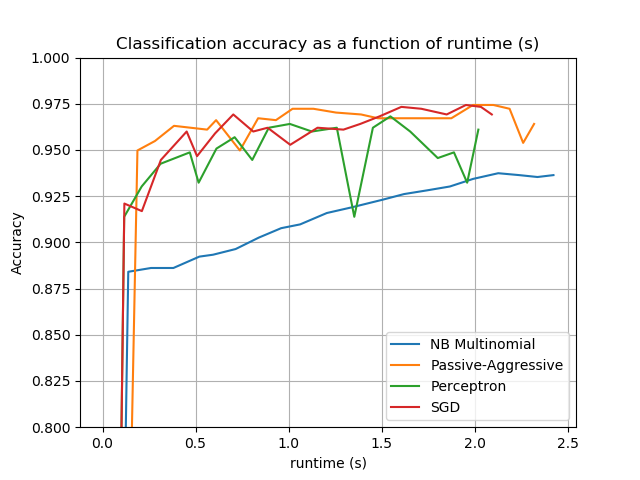 Classification accuracy as a function of runtime (s)
1.000
0.975
0.950
0.925
0.900
0.875
0.850
0.825
0.800
Accuracy
NB Multinomial
Passive-Aggressive
Perceptron
SGD
0.0 0.5 1.0 1.5 2.0 2.5
runtime (s)